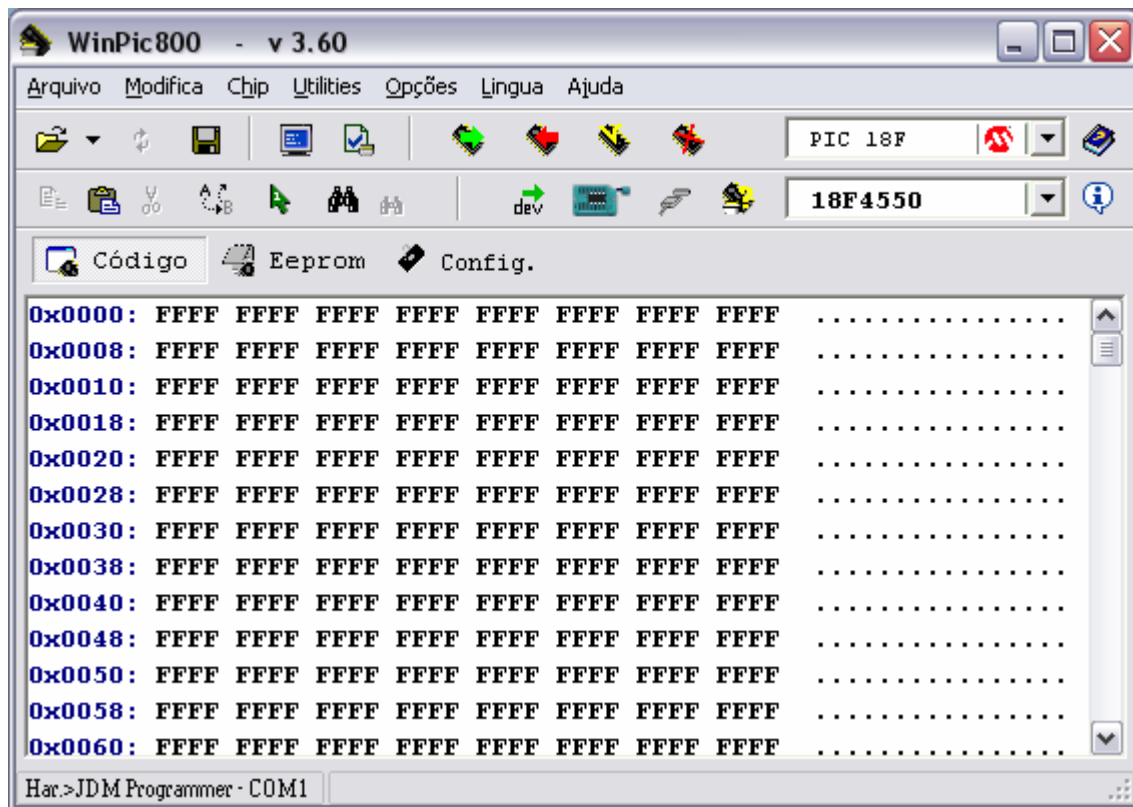 WinPic800 - v 3.60
Arquivo Modifica Chip Utilities Opções Lingua Ajuda
PIC 18F
A B dev 18F4550
Código Eeprom Config.
0x0000: FFFF FFFF FFFF FFFF FFFF FFFF FFFF FFFF ................
0x0008: FFFF FFFF FFFF FFFF FFFF FFFF FFFF FFFF ................
0x0010: FFFF FFFF FFFF FFFF FFFF FFFF FFFF FFFF ................
0x0018: FFFF FFFF FFFF FFFF FFFF FFFF FFFF FFFF ................
0x0020: FFFF FFFF FFFF FFFF FFFF FFFF FFFF FFFF ................
0x0028: FFFF FFFF FFFF FFFF FFFF FFFF FFFF FFFF ................
0x0030: FFFF FFFF FFFF FFFF FFFF FFFF FFFF FFFF ................
0x0038: FFFF FFFF FFFF FFFF FFFF FFFF FFFF FFFF ................
0x0040: FFFF FFFF FFFF FFFF FFFF FFFF FFFF FFFF ................
0x0048: FFFF FFFF FFFF FFFF FFFF FFFF FFFF FFFF ................
0x0050: FFFF FFFF FFFF FFFF FFFF FFFF FFFF FFFF ................
0x0058: FFFF FFFF FFFF FFFF FFFF FFFF FFFF FFFF ................
0x0060: FFFF FFFF FFFF FFFF FFFF FFFF FFFF FFFF ................
Har.>JDM Programmer - COM1